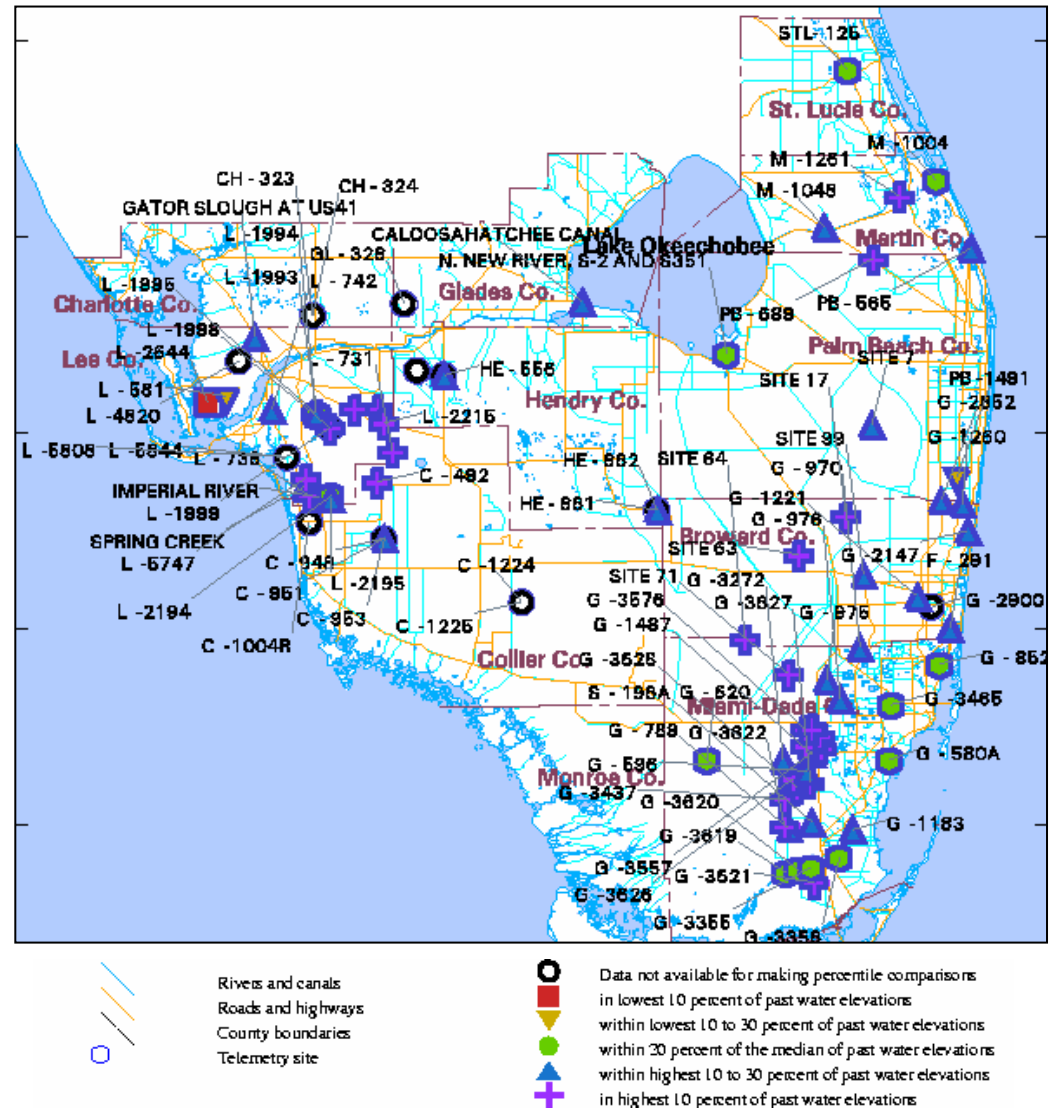 STL-125
St. Lucie Co.
M -1004
M -1261
M -1048
CH - 323
CH - 324
GATOR SLOUGH AT US41
L -1994
CALOOSAHATCHEE CANAL
GL-328
Lake Okeechobee
Martin Co.
N. NEW RIVER, S-2 AND S351
L -1993
L - 742
L -1995
Glades Co.
Charlotte Co.
PB - 565
PB - 689
L -1998
Palm Beach Co.
L -2644
- 731
SITE 7
Lee Co.
HE - 556
SITE 17
PB -1491
L - 581
Hendry Co.
G -2852
L -4820
L -2215
G -1260
SITE 99
L -5808
L -5844
L - 735
HE - 862
SITE 64
G - 970
C - 492
IMPERIAL RIVER
HE - 861
G -1221
L -1999
G - 976
Broward Co.
SPRING CREEK
SITE 63
L -5747
C - 948
C -1224
G -2147
F - 291
L -2195
SITE 71
G -3272
C - 951
G -3576
G -3627
G - 975
G -2900
L -2194
C - 953
C -1225
G -1487
C -1004R
Collier Co.
G -3628
G - 852
S - 196A
G - 620
G -3465
Miami-Dade Co.
G - 789
G -3622
G - 580A
G - 596
Monroe Co.
G -3437
G -3620
G -3619
G -1183
G -3557
G -3621
G -3626
G -3355
G -3356
Rivers and canals
Roads and highways
County boundaries
Telemetry site
Data not available for making percentile comparisons
in lowest 10 percent of past water elevations
within lowest 10 to 30 percent of past water elevations
within 20 percent of the median of past water elevations
within highest 10 to 30 percent of past water elevations
in highest 10 percent of past water elevations